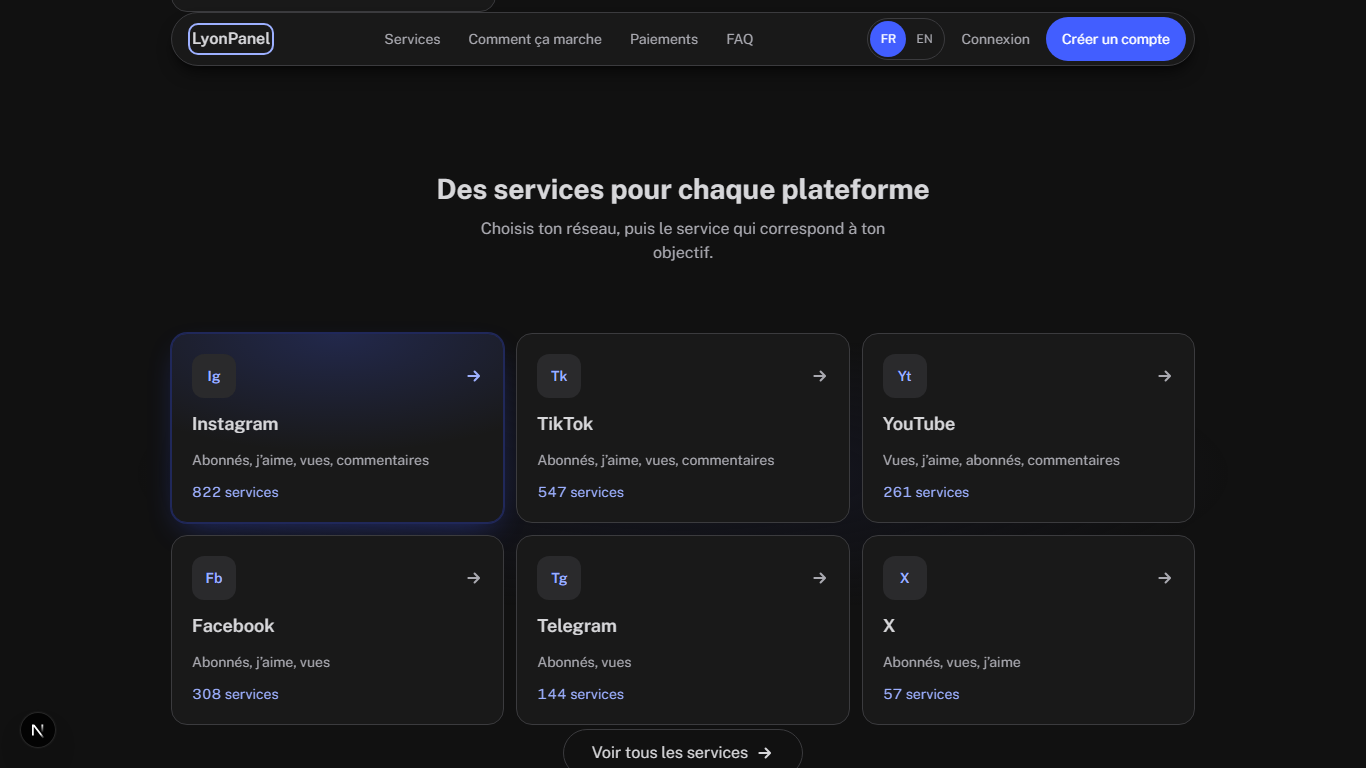 LyonPanel
Services
Comment ça marche
Paiements
FAQ
FR
EN
Connexion
Créer un compte
Des services pour chaque plateforme
Choisis ton réseau, puis le service qui correspond à ton
objectif.
Ig
Instagram
Abonnés, j’aime, vues, commentaires
822 services
Tk
TikTok
Abonnés, j’aime, vues, commentaires
547 services
Yt
YouTube
Vues, j’aime, abonnés, commentaires
261 services
Fb
Facebook
Abonnés, j’aime, vues
308 services
Tg
Telegram
Abonnés, vues
144 services
X
X
Abonnés, vues, j’aime
57 services
N
Voir tous les services